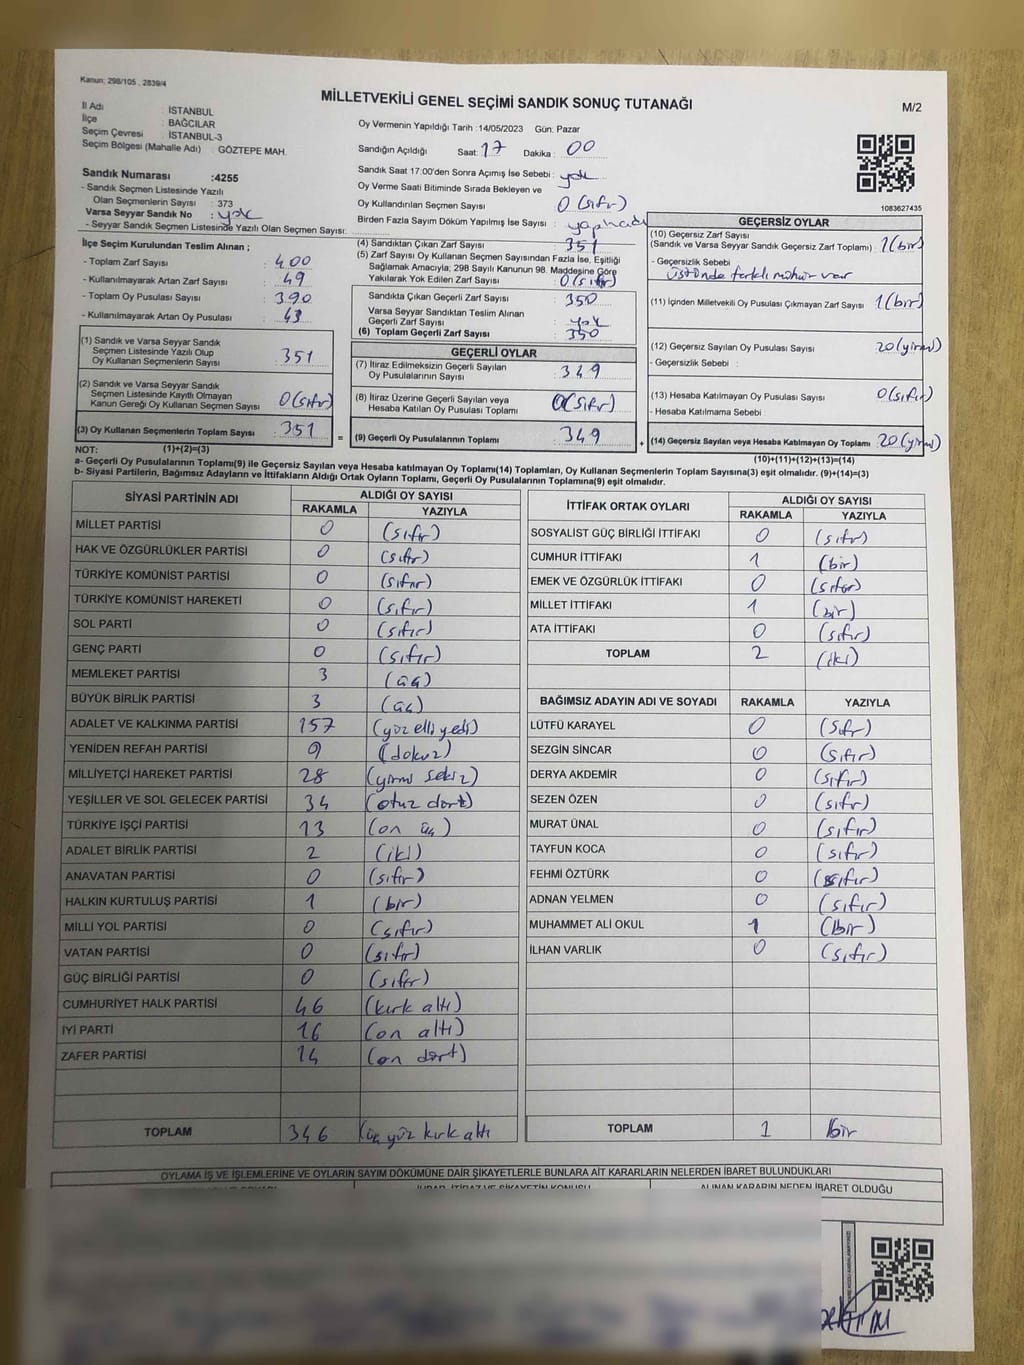 Kanun: 298/105 , 2839/4
MİLLETVEKİLİ GENEL SEÇİMİ SANDIK SONUÇ TUTANAĞI
M/2
İl Adı : İSTANBUL
İlçe : BAĞCILAR
Seçim Çevresi : İSTANBUL-3
Seçim Bölgesi (Mahalle Adı) : GÖZTEPE MAH.
Sandık Numarası :4255
- Sandık Seçmen Listesinde Yazılı
Olan Seçmenlerin Sayısı : 373
Varsa Seyyar Sandık No : yok
- Seyyar Sandık Seçmen Listesinde Yazılı Olan Seçmen Sayısı:
Oy Vermenin Yapıldığı Tarih :14/05/2023 Gün: Pazar
Sandığın Açıldığı Saat: 17 Dakika : 00
Sandık Saat 17:00'den Sonra Açımış İse Sebebi : yok
Oy Verme Saati Bitiminde Sırada Bekleyen ve
Oy Kullandırılan Seçmen Sayısı : 0 (sıfır)
Birden Fazla Sayım Döküm Yapılmış İse Sayısı :
1083627435
İlçe Seçim Kurulundan Teslim Alınan ;
- Toplam Zarf Sayısı : 400
- Kullanılmayarak Artan Zarf Sayısı : 49
- Toplam Oy Pusulası Sayısı : 390
- Kullanılmayarak Artan Oy Pusulası : 43
(4) Sandıktan Çıkan Zarf Sayısı : 351
(5) Zarf Sayısı Oy Kullanan Seçmen Sayısından Fazla İse, Eşitliği
Sağlamak Amacıyla, 298 Sayılı Kanunun 98. Maddesine Göre
Yakılarak Yok Edilen Zarf Sayısı : 0 (sıfır)
Sandıkta Çıkan Geçerli Zarf Sayısı : 350
Varsa Seyyar Sandıktan Teslim Alınan
Geçerli Zarf Sayısı : yok
(6) Toplam Geçerli Zarf Sayısı : 350
GEÇERSİZ OYLAR
(10) Geçersiz Zarf Sayısı
(Sandık ve Varsa Seyyar Sandık Geçersiz Zarf Toplamı) : 1(bir)
- Geçersizlik Sebebi
: üstünde farklı mühür var
(11) İçinden Milletvekili Oy Pusulası Çıkmayan Zarf Sayısı : 1(bir)
(12) Geçersiz Sayılan Oy Pusulası Sayısı : 20(yirmi)
- Geçersizlik Sebebi :
(13) Hesaba Katılmayan Oy Pusulası Sayısı : 0(sıfır)
- Hesaba Katılmama Sebebi :
(14) Geçersiz Sayılan veya Hesaba Katılmayan Oy Toplamı : 20(yirmi)
(10)+(11)+(12)+(13)=(14)
(1) Sandık ve Varsa Seyyar Sandık
Seçmen Listesinde Yazılı Olup
Oy Kullanan Seçmenlerin Sayısı : 351
(2) Sandık ve Varsa Seyyar Sandık
Seçmen Listesinde Kayıtlı Olmayan
Kanun Gereği Oy Kullanan Seçmen Sayısı : 0(sıfır)
(3) Oy Kullanan Seçmenlerin Toplam Sayısı : 351
(1)+(2)=(3)
GEÇERLİ OYLAR
(7) İtiraz Edilmeksizin Geçerli Sayılan
Oy Pusulalarının Sayısı : 349
(8) İtiraz Üzerine Geçerli Sayılan veya
Hesaba Katılan Oy Pusulası Toplamı : 0(sıfır)
= (9) Geçerli Oy Pusulalarının Toplamı : 349 +
NOT:
a- Geçerli Oy Pusulalarının Toplamı(9) ile Geçersiz Sayılan veya Hesaba katılmayan Oy Toplamı(14) Toplamları, Oy Kullanan Seçmenlerin Toplam Sayısına(3) eşit olmalıdır. (9)+(14)=(3)
b- Siyasi Partilerin, Bağımsız Adayların ve İttifakların Aldığı Ortak Oyların Toplamı, Geçerli Oy Pusulalarının Toplamına(9) eşit olmalıdır.
SİYASİ PARTİNİN ADI ALDIĞI OY SAYISI
RAKAMLA YAZIYLA
MİLLET PARTİSİ 0 (sıfır)
HAK VE ÖZGÜRLÜKLER PARTİSİ 0 (sıfır)
TÜRKİYE KOMÜNİST PARTİSİ 0 (sıfır)
TÜRKİYE KOMÜNİST HAREKETİ 0 (sıfır)
SOL PARTİ 0 (sıfır)
GENÇ PARTİ 0 (sıfır)
MEMLEKET PARTİSİ 3 (üç)
BÜYÜK BİRLİK PARTİSİ 3 (üç)
ADALET VE KALKINMA PARTİSİ 157 (yüz elli yedi)
YENİDEN REFAH PARTİSİ 9 (dokuz)
MİLLİYETÇİ HAREKET PARTİSİ 28 (yirmi sekiz)
YEŞİLLER VE SOL GELECEK PARTİSİ 34 (otuz dört)
TÜRKİYE İŞÇİ PARTİSİ 13 (on üç)
ADALET BİRLİK PARTİSİ 2 (iki)
ANAVATAN PARTİSİ 0 (sıfır)
HALKIN KURTULUŞ PARTİSİ 1 (bir)
MİLLİ YOL PARTİSİ 0 (sıfır)
VATAN PARTİSİ 0 (sıfır)
GÜÇ BİRLİĞİ PARTİSİ 0 (sıfır)
CUMHURİYET HALK PARTİSİ 46 (kırk altı)
İYİ PARTİ 16 (on altı)
ZAFER PARTİSİ 14 (on dört)
TOPLAM 346 (üç yüz kırk altı
İTTİFAK ORTAK OYLARI ALDIĞI OY SAYISI
RAKAMLA YAZIYLA
SOSYALİST GÜÇ BİRLİĞİ İTTİFAKI 0 (sıfır)
CUMHUR İTTİFAKI 1 (bir)
EMEK VE ÖZGÜRLÜK İTTİFAKI 0 (sıfır)
MİLLET İTTİFAKI 1 (bir)
ATA İTTİFAKI 0 (sıfır)
TOPLAM 2 (iki)
BAĞIMSIZ ADAYIN ADI VE SOYADI RAKAMLA YAZIYLA
LÜTFÜ KARAYEL 0 (sıfır)
SEZGİN SİNCAR 0 (sıfır)
DERYA AKDEMİR 0 (sıfır)
SEZEN ÖZEN 0 (sıfır)
MURAT ÜNAL 0 (sıfır)
TAYFUN KOCA 0 (sıfır)
FEHMİ ÖZTÜRK 0 (sıfır)
ADNAN YELMEN 0 (sıfır)
MUHAMMET ALİ OKUL 1 (bir)
İLHAN VARLIK 0 (sıfır)
TOPLAM 1 bir
OYLAMA İŞ VE İŞLEMLERİNE VE OYLARIN SAYIM DÖKÜMÜNE DAİR ŞİKAYETLERLE BUNLARA AİT KARARLARIN NELERDEN İBARET BULUNDUKLARI
ALINAN KARARIN NEDEN İBARET OLDUĞU